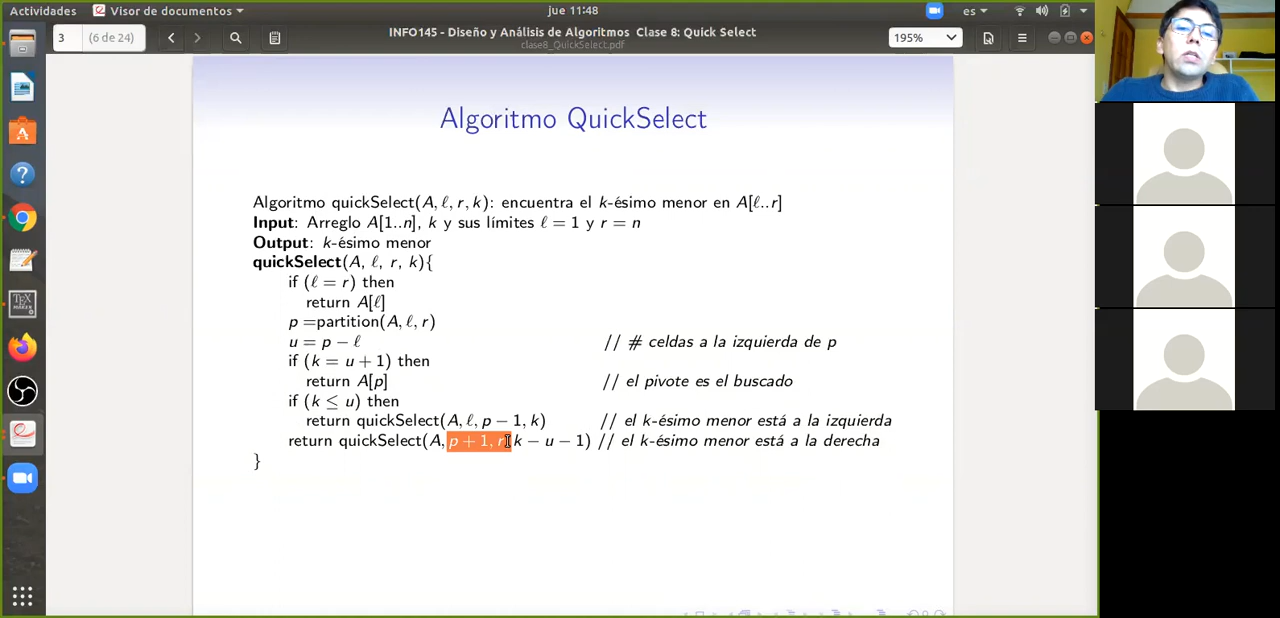 Actividades
Visor de documentos
jue 11:48
es
3
(6 de 24)
INFO145 - Diseño y Análisis de Algoritmos Clase 8: Quick Select
clase8_QuickSelect.pdf
195%
Algoritmo QuickSelect
Algoritmo quickSelect(A, ℓ, r, k): encuentra el k-ésimo menor en A[ℓ..r]
Input: Arreglo A[1..n], k y sus límites ℓ = 1 y r = n
Output: k-ésimo menor
quickSelect(A, ℓ, r, k){
if (ℓ = r) then
return A[ℓ]
p =partition(A, ℓ, r)
u = p − ℓ // # celdas a la izquierda de p
if (k = u + 1) then
return A[p] // el pivote es el buscado
if (k ≤ u) then
return quickSelect(A, ℓ, p − 1, k) // el k-ésimo menor está a la izquierda
return quickSelect(A, p + 1, r, k − u − 1) // el k-ésimo menor está a la derecha
}